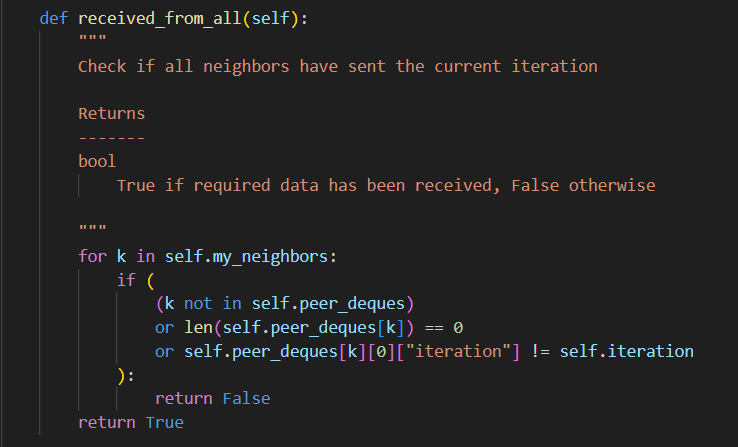 def received_from_all(self):
    """
    Check if all neighbors have sent the current iteration

    Returns
    -------
    bool
        True if required data has been received, False otherwise

    """
    for k in self.my_neighbors:
        if (
            (k not in self.peer_deques)
            or len(self.peer_deques[k]) == 0
            or self.peer_deques[k][0]["iteration"] != self.iteration
        ):
            return False
    return True